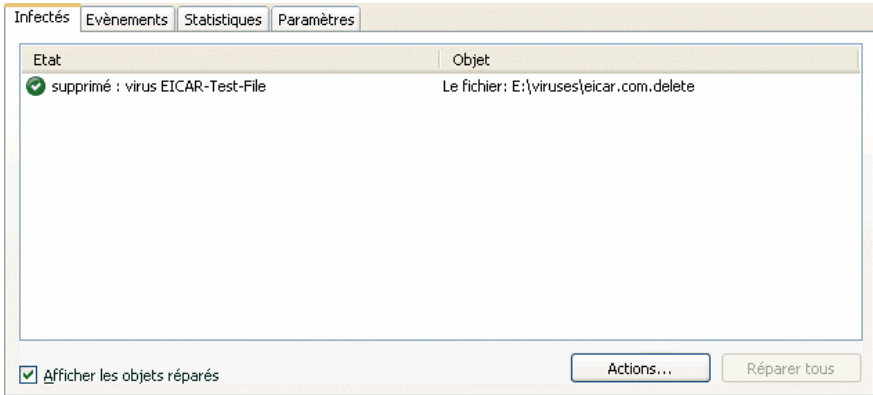 Infectés Evènements Statistiques Paramètres
Etat Objet
supprimé : virus EICAR-Test-File Le fichier: E:\viruses\eicar.com.delete
Afficher les objets réparés Actions... Réparer tous